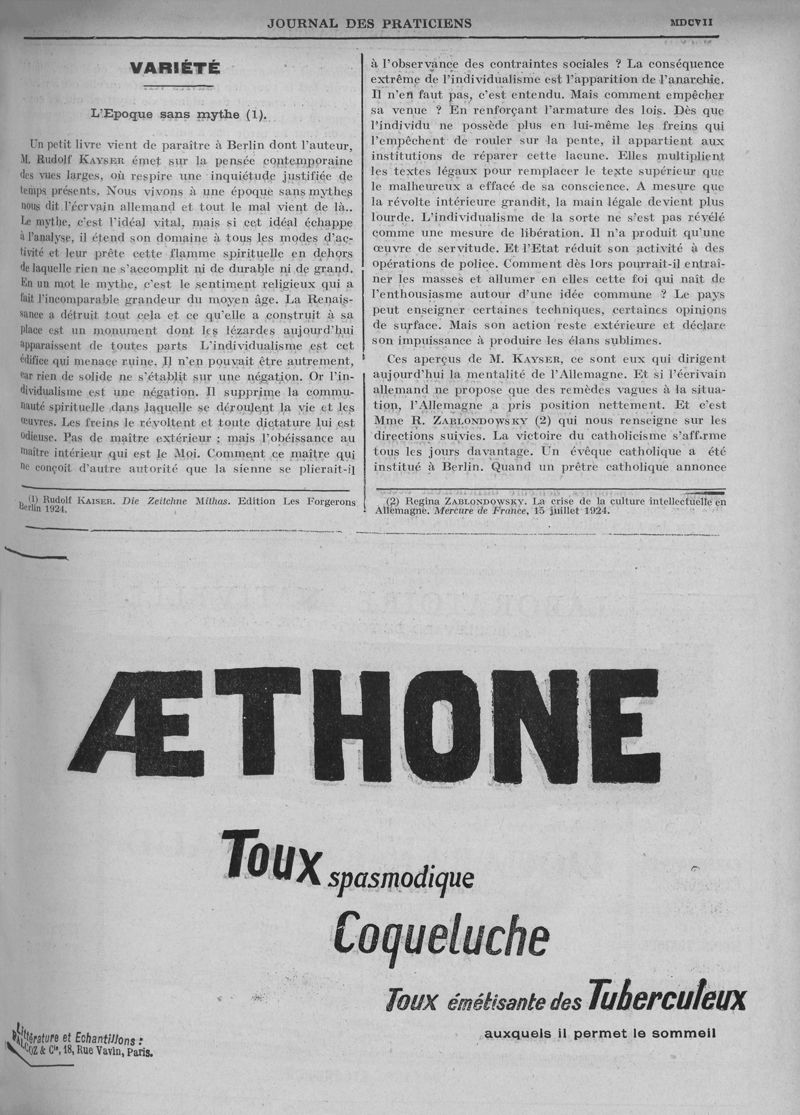 JOURNAL DES PRATICIENS
MDCVII
VARIÉTÉ
L'Epoque sans mythe (1).
Un petit livre vient de paraître à Berlin dont l'auteur,
M. Rudolf KAYSER émet sur la pensée contemporaine
des vues larges, où respire une inquiétude justifiée de
temps présents. Nous vivons à une époque sans mythes
nous dit l'écrivain allemand et tout le mal vient de là..
Le mythe, c'est l'idéal vital, mais si cet idéal échappe
à l'analyse, il étend son domaine à tous les modes d'ac-
tivité et leur prête cette flamme spirituelle en dehors
de laquelle rien ne s'accomplit ni de durable ni de grand.
En un mot le mythe, c'est le sentiment religieux qui a
fait l'incomparable grandeur du moyen âge. La Renais-
sance a détruit tout cela et ce qu'elle a construit à sa
place est un monument dont les lézardes aujourd'hui
apparaissent de toutes parts L'individualisme est cet
édifice qui menace ruine. Il n'en pouvait être autrement,
car rien de solide ne s'établit sur une négation. Or l'in-
dividualisme est une négation. Il supprime la commu-
nauté spirituelle dans laquelle se déroulent la vie et les
œuvres. Les freins le révoltent et toute dictature lui est
odieuse. Pas de maître extérieur ; mais l'obéissance au
maître intérieur qui est le Moi. Comment ce maître qui
ne conçoit d'autre autorité que la sienne se plierait-il
(1) Rudolf KAISER. Die Zeitehne Mithas. Edition Les Forgerons
Berlin 1924.
à l'observance des contraintes sociales ? La conséquence
extrême de l'individualisme est l'apparition de l'anarchie.
Il n'en faut pas, c'est entendu. Mais comment empêcher
sa venue ? En renforçant l'armature des lois. Dès que
l'individu ne possède plus en lui-même les freins qui
l'empêchent de rouler sur la pente, il appartient aux
institutions de réparer cette lacune. Elles multiplient
les textes légaux pour remplacer le texte supérieur que
le malheureux a effacé de sa conscience. A mesure que
la révolte intérieure grandit, la main légale devient plus
lourde. L'individualisme de la sorte ne s'est pas révélé
comme une mesure de libération. Il n'a produit qu'une
œuvre de servitude. Et l'Etat réduit son activité à des
opérations de police. Comment dès lors pourrait-il entraî-
ner les masses et allumer en elles cette foi qui naît de
l'enthousiasme autour d'une idée commune ? Le pays
peut enseigner certaines techniques, certaines opinions
de surface. Mais son action reste extérieure et déclare
son impuissance à produire les élans sublimes.
Ces aperçus de M. KAYSER, ce sont eux qui dirigent
aujourd'hui la mentalité de l'Allemagne. Et si l'écrivain
allemand ne propose que des remèdes vagues à la situa-
tion, l'Allemagne a pris position nettement. Et c'est
Mme R. ZABLONDOWSKY (2) qui nous renseigne sur les
directions suivies. La victoire du catholicisme s'aff.rme
tous les jours davantage. Un évêque catholique a été
institué à Berlin. Quand un prêtre catholique annonce
(2) Regina ZABLONDOWSKY. La crise de la culture intellectuelle en
Allemagne. Mercure de France, 15 juillet 1924.
ÆTHONE
Toux spasmodique
Coqueluche
Toux émétisante des Tuberculeux
auxquels il permet le sommeil
Littérature et Echantillons :
FALCOZ & Cie, 18, Rue Vavin, Paris.